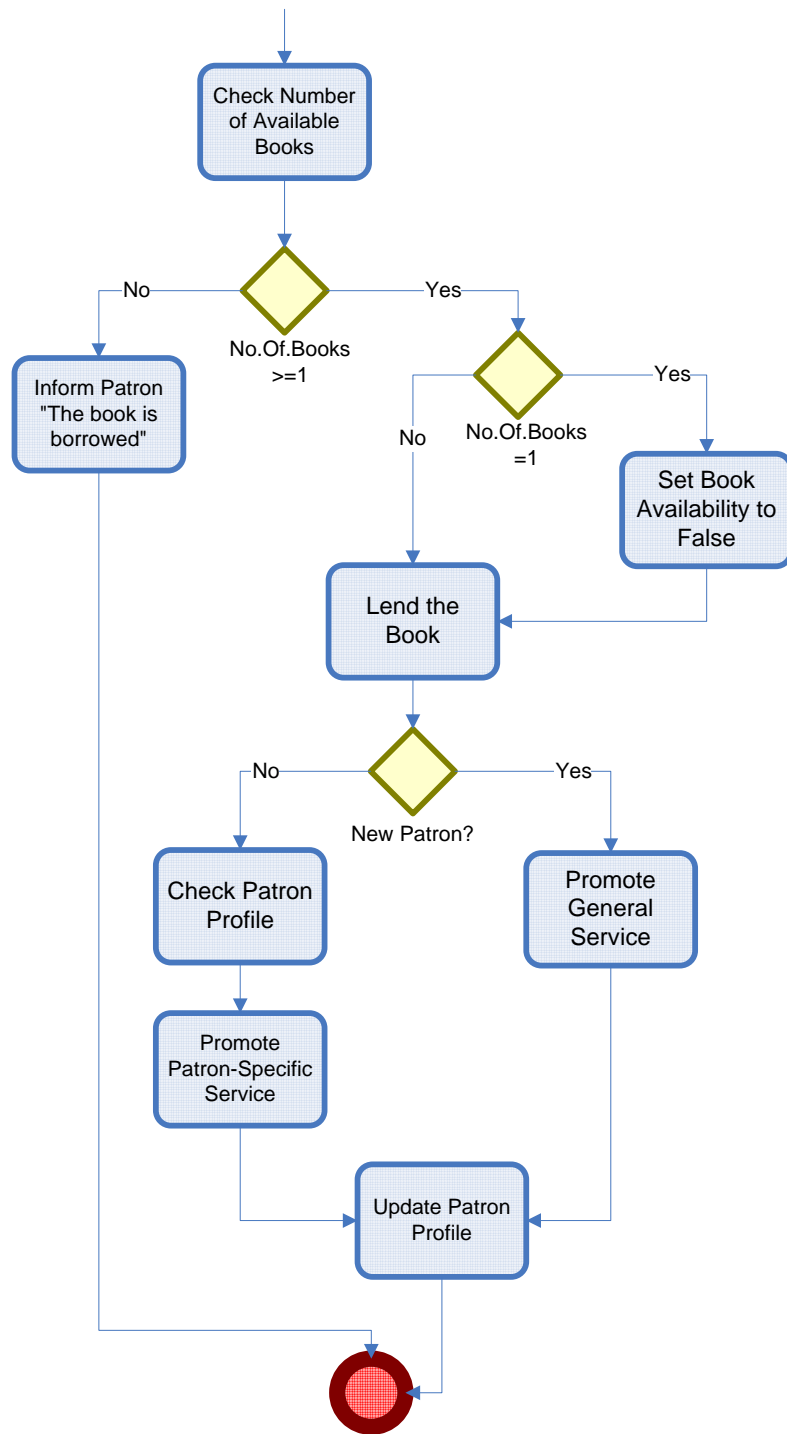 Check Number
of Available
Books
No
Yes
No.Of.Books
>=1
Inform Patron
"The book is
borrowed"
Yes
No
No.Of.Books
=1
Set Book
Availability to
False
Lend the
Book
No
Yes
New Patron?
Check Patron
Profile
Promote
General
Service
Promote
Patron-Specific
Service
Update Patron
Profile